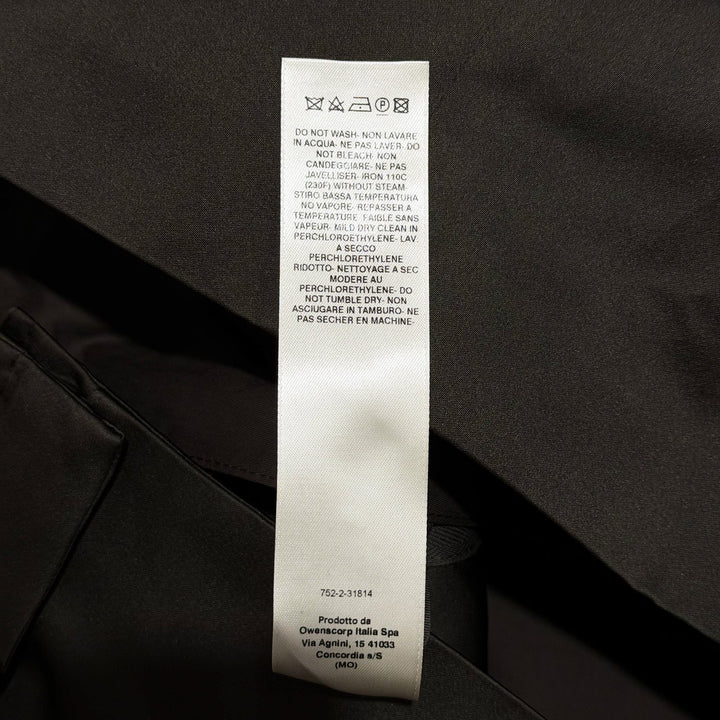 DO NOT WASH- NON LAVARE
IN ACQUA- NE PAS LAVER- DO
NOT BLEACH- NON
CANDEGGIARE- NE PAS
JAVELLISER- IRON 110C
(230F) WITHOUT STEAM-
STIRO BASSA TEMPERATURA
NO VAPORE- REPASSER A
TEMPERATURE FAIBLE SANS
VAPEUR- MILD DRY CLEAN IN
PERCHLOROETHYLENE- LAV.
A SECCO
PERCHLORETHYLENE
RIDOTTO- NETTOYAGE A SEC
MODERE AU
PERCHLORETHYLENE- DO
NOT TUMBLE DRY- NON
ASCIUGARE IN TAMBURO- NE
PAS SECHER EN MACHINE-
752-2-31814
Prodotto da
Owenscorp Italia Spa
Via Agnini, 15 41033
Concordia s/S
(MO)